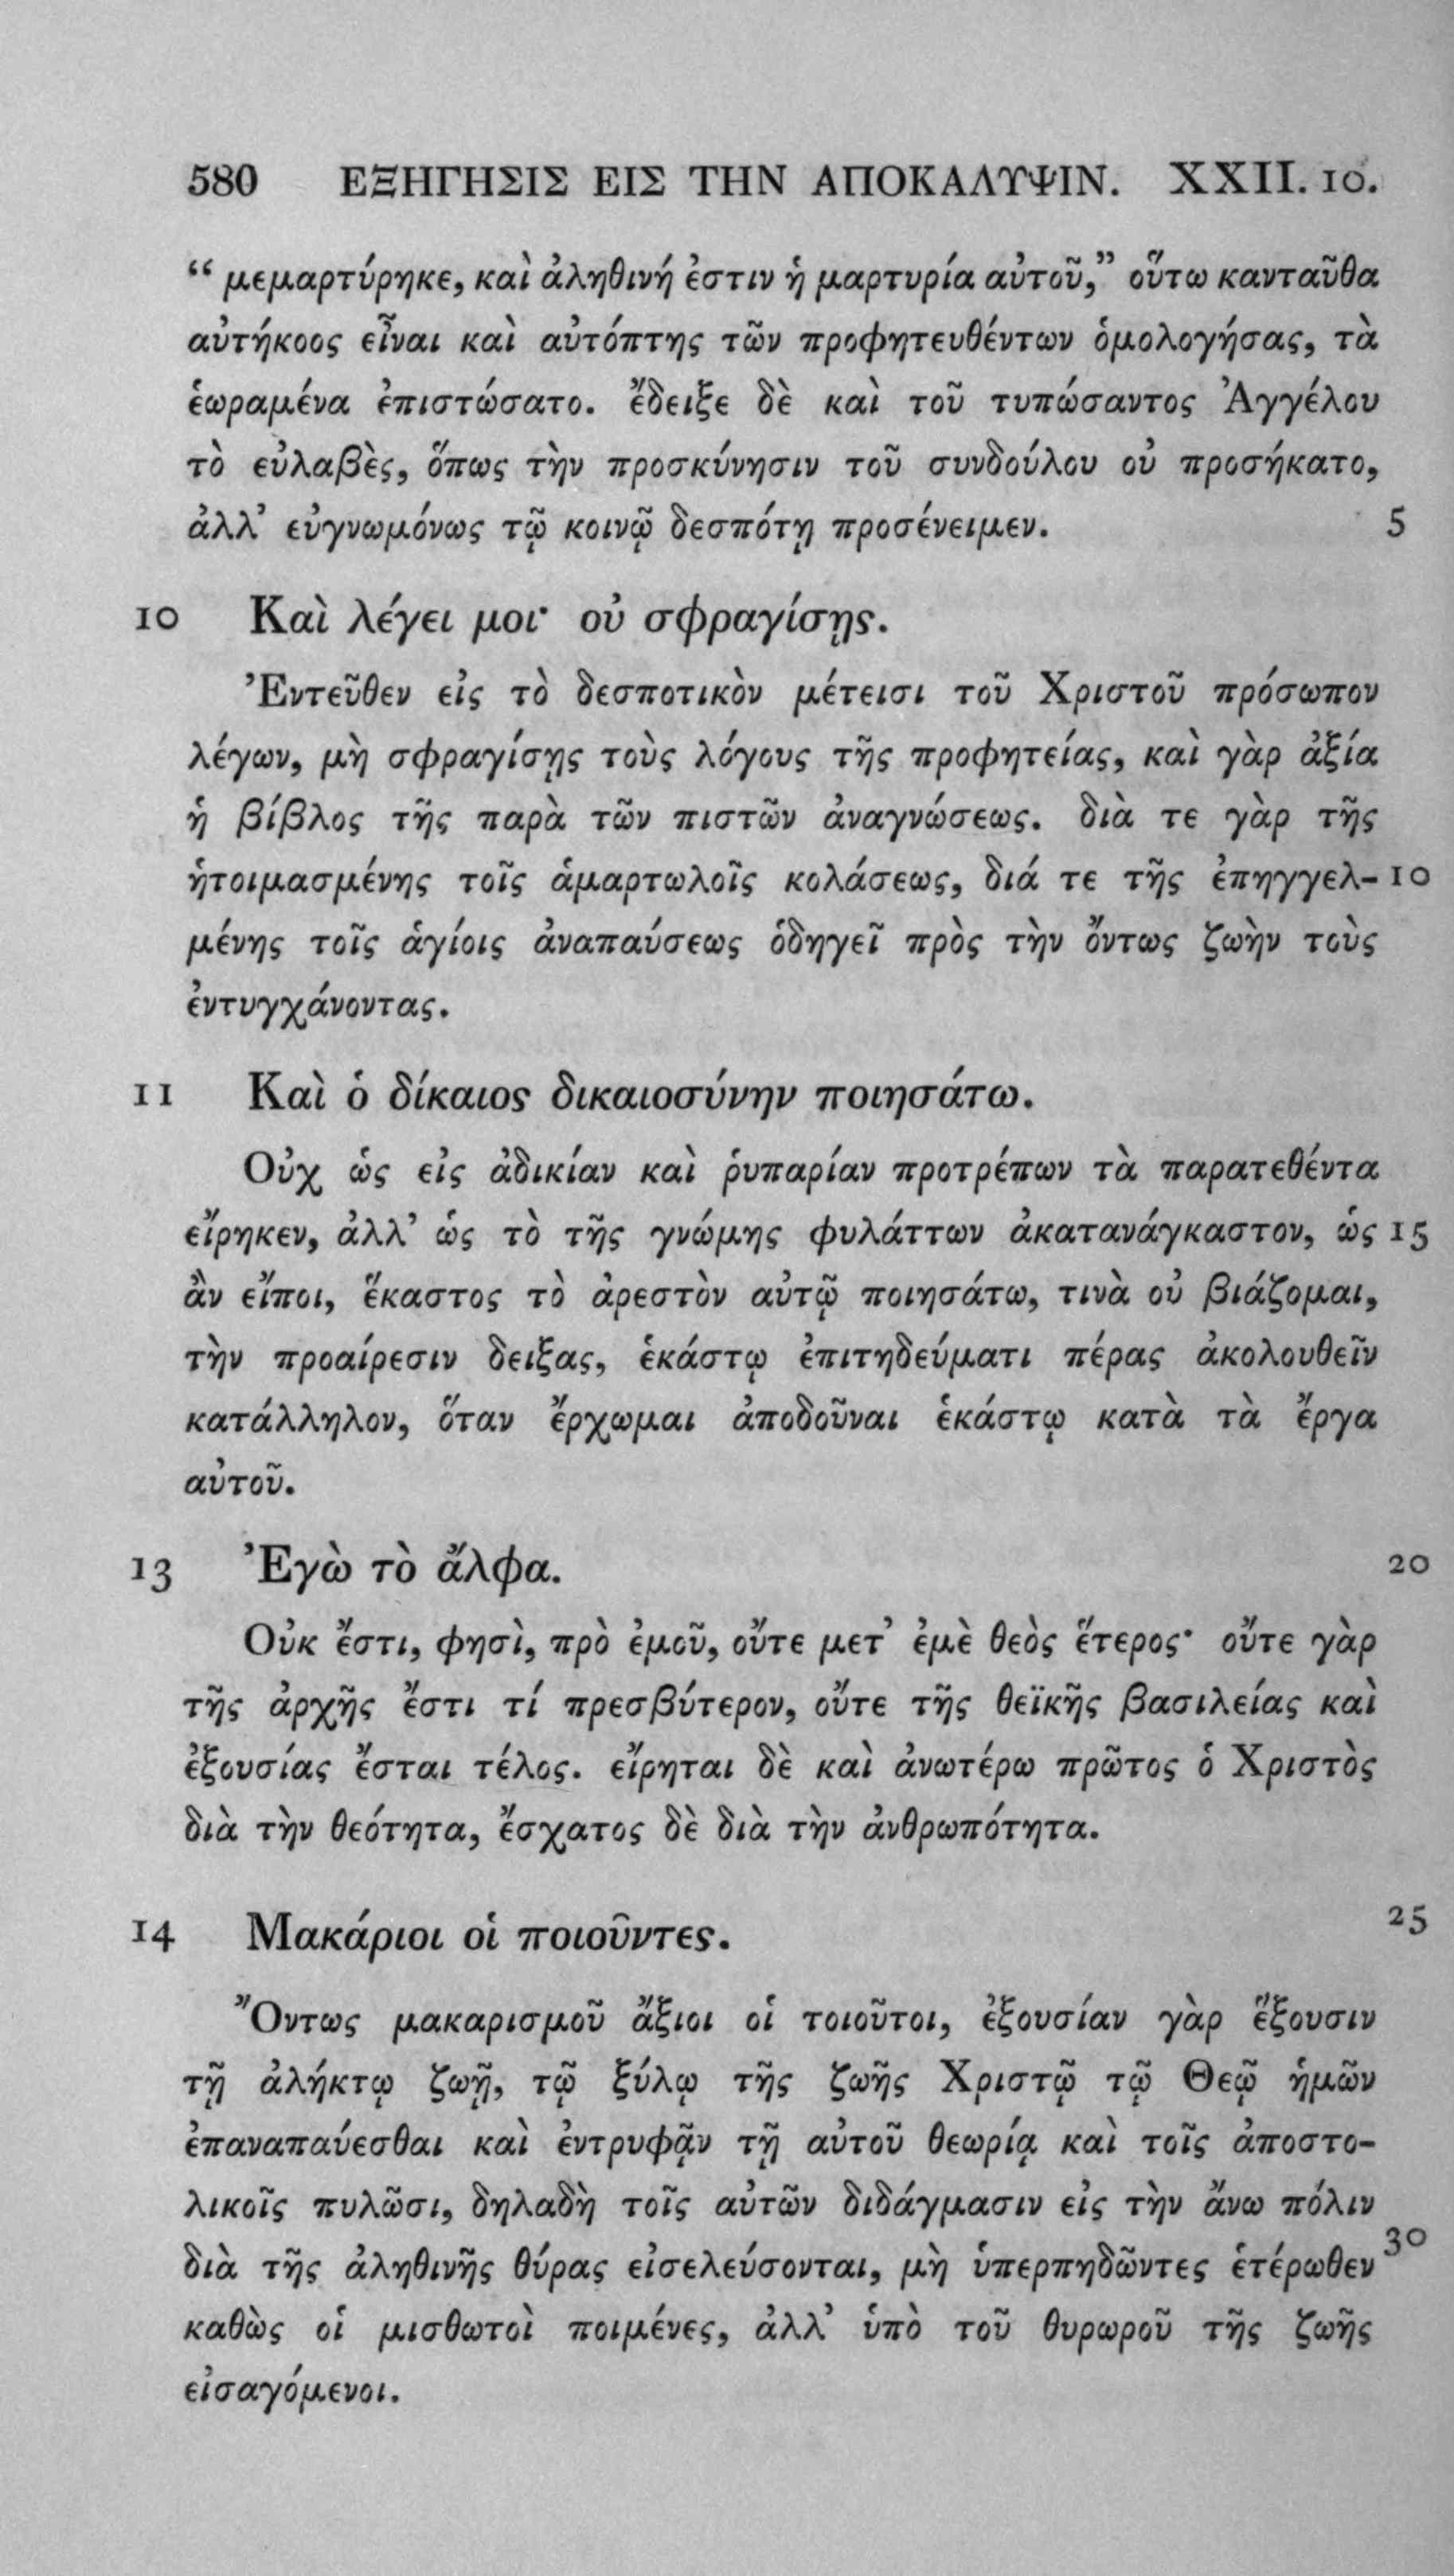 580 ΕΞΗΓΗΣΙΣ ΕΙΣ ΤΗΝ ΑΠΟΚΑΛΥΨΙΝ. XXII. 10.
“ μεμαρτύρηκε, καὶ ἀληθινή ἐστιν ἡ μαρτυρία αὐτοῦ,” οὕτω κανταῦθα
αὐτήκοος εἶναι καὶ αὐτόπτης τῶν προφητευθέντων ὁμολογήσας, τὰ
ἑωραμένα ἐπιστώσατο. ἔδειξε δὲ καὶ τοῦ τυπώσαντος Ἀγγέλου
τὸ εὐλαβὲς, ὅπως τὴν προσκύνησιν τοῦ συνδούλου οὐ προσήκατο,
ἀλλ’ εὐγνωμόνως τῷ κοινῷ δεσπότῃ προσένειμεν. 5
10 Καὶ λέγει μοι· οὐ σφραγίσῃς.
Ἐντεῦθεν εἰς τὸ δεσποτικὸν μέτεισι τοῦ Χριστοῦ πρόσωπον
λέγων, μὴ σφραγίσῃς τοὺς λόγους τῆς προφητείας, καὶ γὰρ ἀξία
ἡ βίβλος τῆς παρὰ τῶν πιστῶν ἀναγνώσεως. διὰ τε γὰρ τῆς
ἡτοιμασμένης τοῖς ἁμαρτωλοῖς κολάσεως, διά τε τῆς ἐπηγγελ- 10
μένης τοῖς ἁγίοις ἀναπαύσεως ὁδηγεῖ πρὸς τὴν ὄντως ζωὴν τοὺς
ἐντυγχάνοντας.
11 Καὶ ὁ δίκαιος δικαιοσύνην ποιησάτω.
Οὐχ ὡς εἰς ἀδικίαν καὶ ῥυπαρίαν προτρέπων τὰ παρατεθέντα
εἴρηκεν, ἀλλ’ ὡς τὸ τῆς γνώμης φυλάττων ἀκατανάγκαστον, ὡς 15
ἂν εἴποι, ἕκαστος τὸ ἀρεστὸν αὐτῷ ποιησάτω, τινὰ οὐ βιάζομαι,
τὴν προαίρεσιν δειξας, ἑκάστῳ ἐπιτηδεύματι πέρας ἀκολουθεῖν
κατάλληλον, ὅταν ἔρχωμαι ἀποδοῦναι ἑκάστῳ κατὰ τὰ ἔργα
αὐτοῦ.
13 Ἐγὼ τὸ ἄλφα. 20
Οὐκ ἔστι, φησὶ, πρὸ ἐμοῦ, οὔτε μετ’ ἐμὲ θεὸς ἕτερος· οὔτε γὰρ
τῆς ἀρχῆς ἔστι τί πρεσβύτερον, οὔτε τῆς θεϊκῆς βασιλείας καὶ
ἐξουσίας ἔσται τέλος. εἴρηται δὲ καὶ ἀνωτέρω πρῶτος ὁ Χριστὸς
διὰ τὴν θεότητα, ἔσχατος δὲ διὰ τὴν ἀνθρωπότητα.
14 Μακάριοι οἱ ποιοῦντες. 25
Ὄντως μακαρισμοῦ ἄξιοι οἱ τοιοῦτοι, ἐξουσίαν γὰρ ἕξουσιν
τῇ ἀλήκτῳ ζωῇ, τῷ ξύλῳ τῆς ζωῆς Χριστῷ τῷ Θεῷ ἡμῶν
ἐπαναπαύεσθαι καὶ ἐντρυφᾷν τῇ αὐτοῦ θεωρίᾳ καὶ τοῖς ἀποστο-
λικοῖς πυλῶσι, δηλαδὴ τοῖς αὐτῶν διδάγμασιν εἰς τὴν ἄνω πόλιν
διὰ τῆς ἀληθινῆς θύρας εἰσελεύσονται, μὴ ὑπερπηδῶντες ἑτέρωθεν 30
καθὼς οἱ μισθωτοὶ ποιμένες, ἀλλ’ ὑπὸ τοῦ θυρωροῦ τῆς ζωῆς
εἰσαγόμενοι.